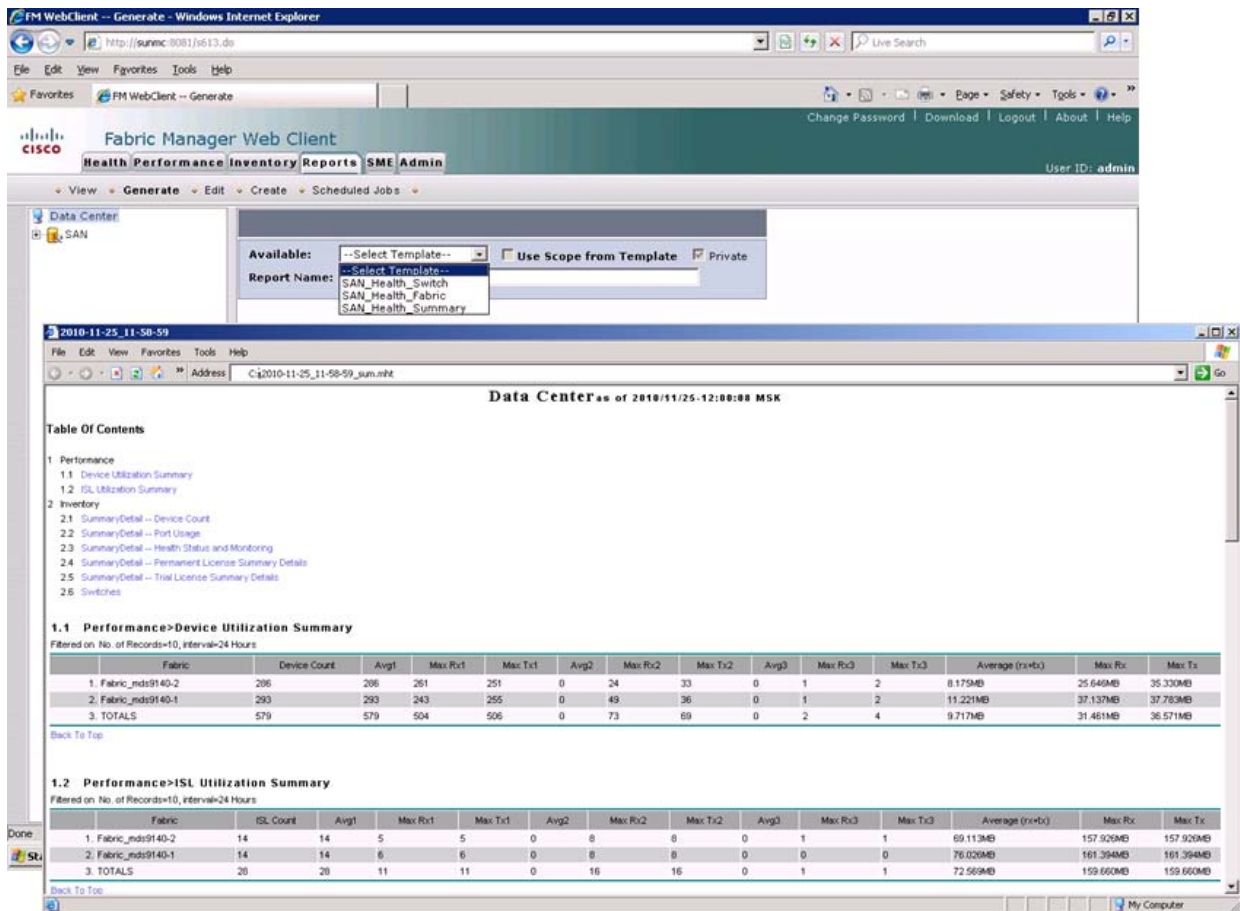 FM WebClient -- Generate - Windows Internet Explorer
http://sunmc:8081/s613.do
Live Search
File Edit View Favorites Tools Help
Favorites FM WebClient -- Generate Page Safety Tools
Change Password | Download | Logout | About | Help
CISCO Fabric Manager Web Client
Health Performance Inventory Reports SME Admin
User ID: admin
View Generate Edit Create Scheduled Jobs
Data Center
SAN
Available: --Select Template-- Use Scope from Template Private
Report Name: --Select Template--
SAN_Health_Switch
SAN_Health_Fabric
SAN_Health_Summary
2010-11-25_11-58-59
File Edit View Favorites Tools Help
Address 2010-11-25_11-58-59_sum.mht Go
Data Center as of 2010/11/25-12:00:08 MSK
Table Of Contents
1 Performance
1.1 Device Utilization Summary
1.2 ISL Utilization Summary
2 Inventory
2.1 SummaryDetail -- Device Count
2.2 SummaryDetail -- Port Usage
2.3 SummaryDetail -- Health Status and Monitoring
2.4 SummaryDetail -- Permament License Summary Details
2.5 SummaryDetail -- Trial License Summary Details
2.6 Switches
1.1 Performance>Device Utilization Summary
Filtered on No. of Records=10, interval=24 Hours
Fabric Device Count Avg1 Max Rx1 Max Tx1 Avg2 Max Rx2 Max Tx2 Avg3 Max Rx3 Max Tx3 Average (rx+tx) Max Rx Max Tx
1. Fabric_mds9140-2 286 286 261 251 0 24 33 0 1 2 8.175MB 25.646MB 35.330MB
2. Fabric_mds9140-1 293 293 243 255 0 49 36 0 1 2 11.221MB 37.137MB 37.783MB
3. TOTALS 579 579 504 506 0 73 69 0 2 4 9.717MB 31.461MB 36.571MB
Back To Top
1.2 Performance>ISL Utilization Summary
Filtered on No. of Records=10, interval=24 Hours
Fabric ISL Count Avg1 Max Rx1 Max Tx1 Avg2 Max Rx2 Max Tx2 Avg3 Max Rx3 Max Tx3 Average (rx+tx) Max Rx Max Tx
1. Fabric_mds9140-2 14 14 5 5 0 8 8 0 1 1 69.113MB 157.926MB 157.926MB
2. Fabric_mds9140-1 14 14 6 6 0 8 8 0 0 0 76.026MB 161.394MB 161.394MB
3. TOTALS 28 28 11 11 0 16 16 0 1 1 72.569MB 159.660MB 159.660MB
Back To Top
Done
My Computer